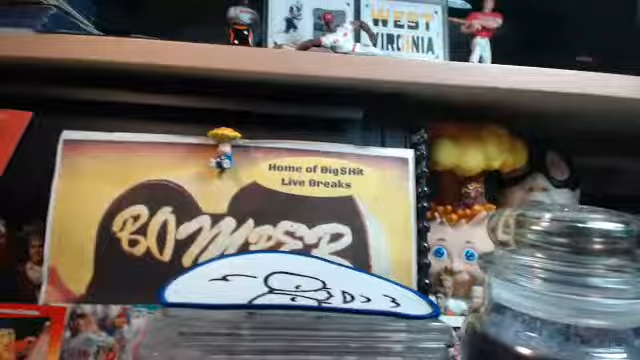 WEST
VIRGINIA
Home of BigSHit
Live Breaks
BOMBER